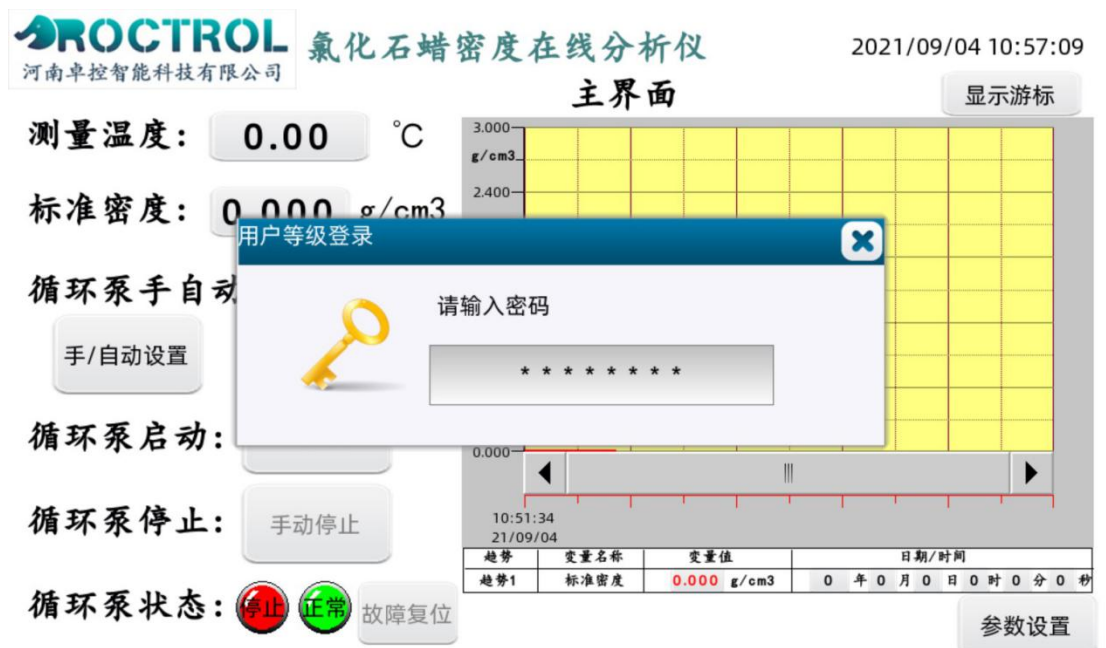 ROCTROL
河南卓控智能科技有限公司
氯化石蜡密度在线分析仪
2021/09/04 10:57:09
主界面
显示游标
测量温度: 0.00 ℃
3.000
g/cm3
2.400
标准密度: 0.000 g/cm3
用户等级登录
请输入密码
********
循环泵手自动
手/自动设置
循环泵启动:
0.000
循环泵停止: 手动停止
10:51:34
21/09/04
趋势 变量名称 变量值 日期/时间
趋势1 标准密度 0.000 g/cm3 0 年 0 月 0 日 0 时 0 分 0 秒
循环泵状态: 停止 正常 故障复位
参数设置